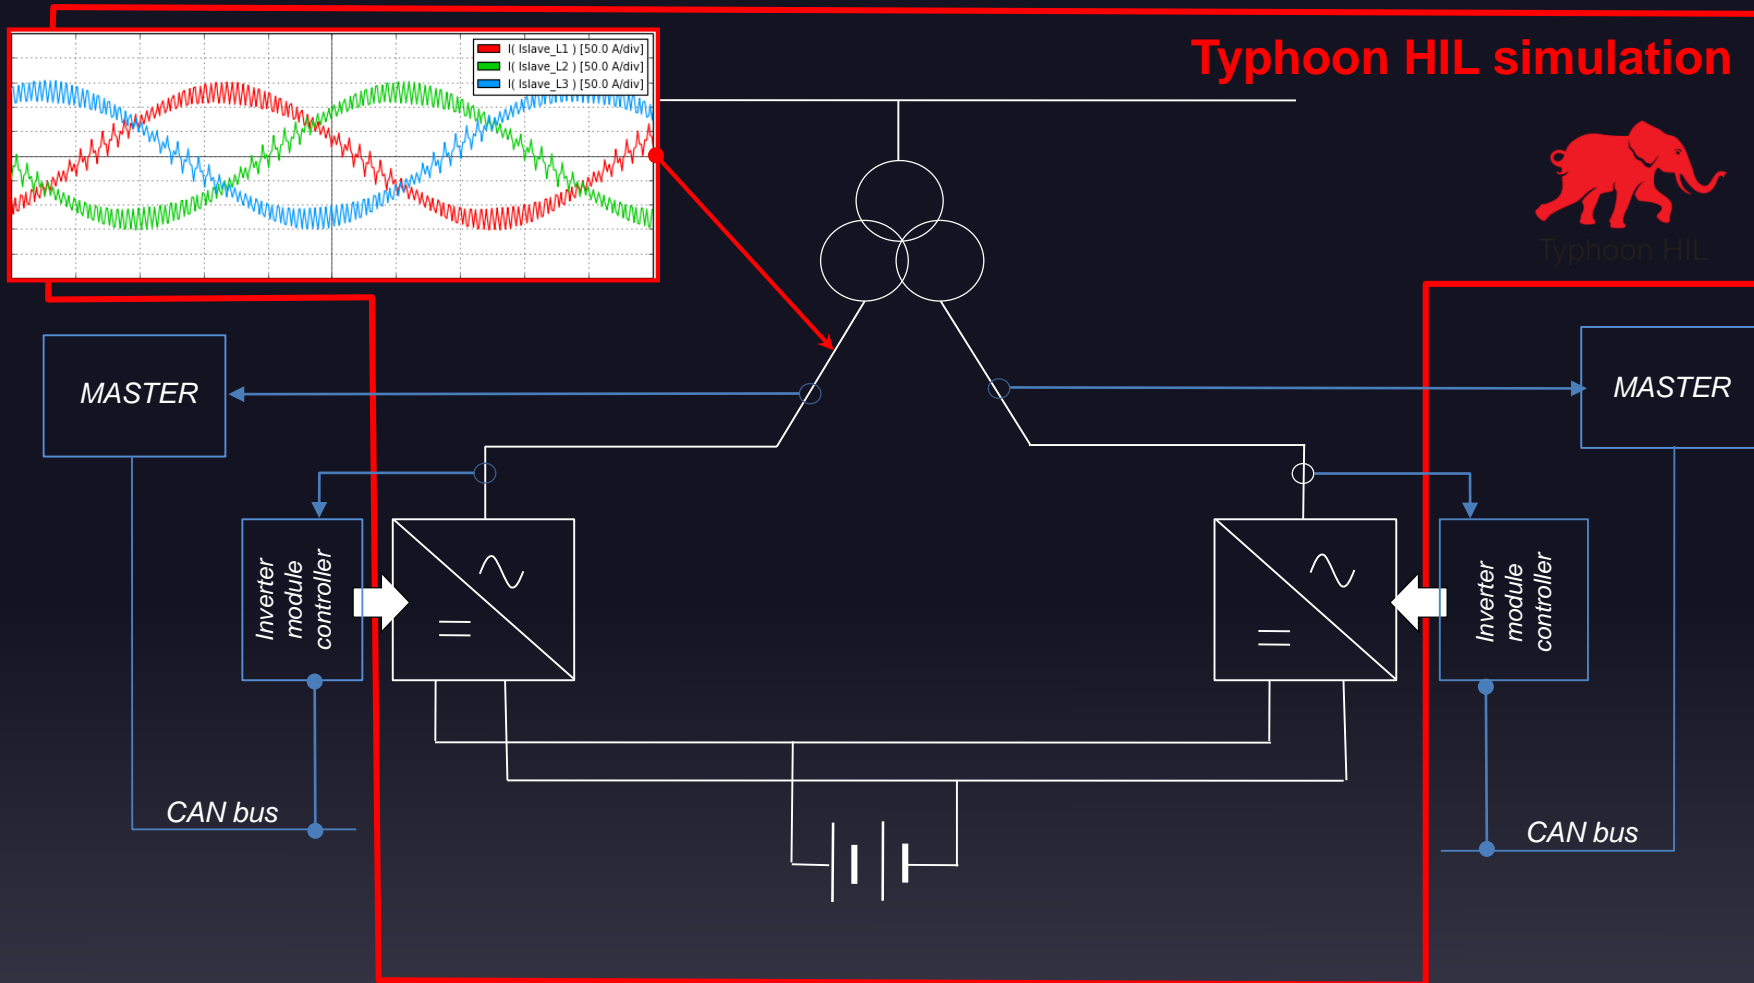 I( Islave_L1 ) [50.0 A/div]
I( Islave_L2 ) [50.0 A/div]
I( Islave_L3 ) [50.0 A/div]
Typhoon HIL simulation
Typhoon HIL
MASTER
MASTER
Inverter
module
controller
Inverter
module
controller
CAN bus
CAN bus